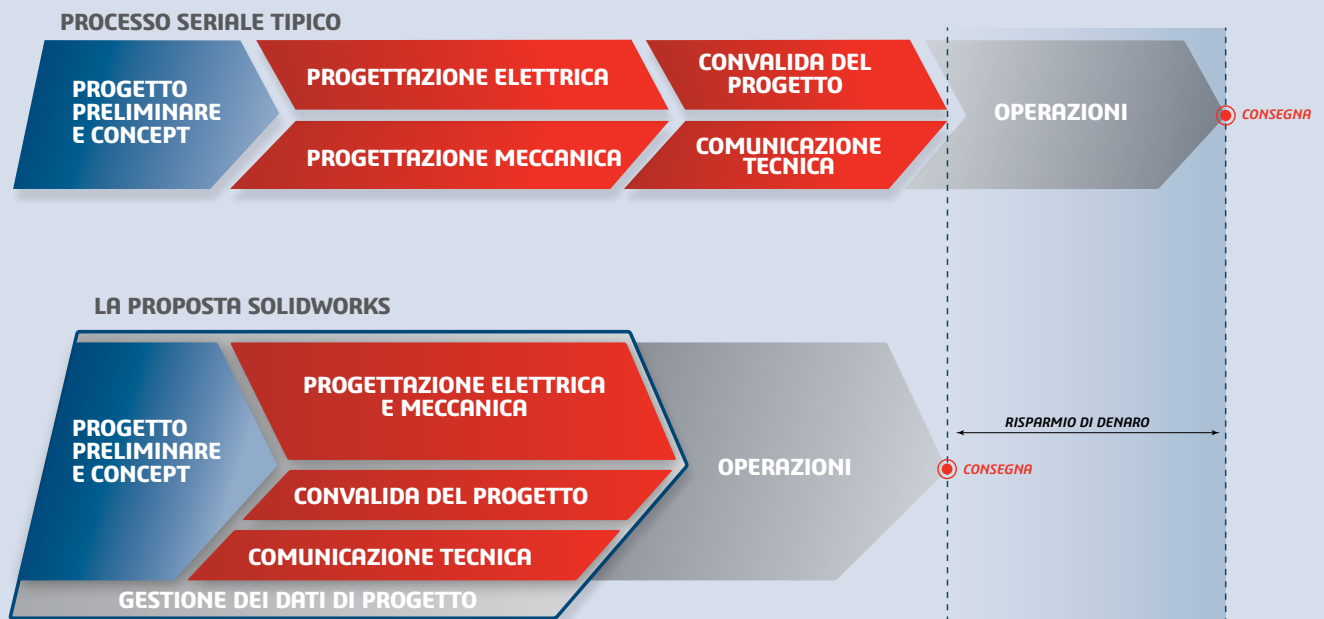 PROCESSO SERIALE TIPICO
PROGETTO
PRELIMINARE
E CONCEPT
PROGETTAZIONE ELETTRICA
PROGETTAZIONE MECCANICA
CONVALIDA DEL
PROGETTO
COMUNICAZIONE
TECNICA
OPERAZIONI
CONSEGNA
LA PROPOSTA SOLIDWORKS
PROGETTO
PRELIMINARE
E CONCEPT
PROGETTAZIONE ELETTRICA
E MECCANICA
CONVALIDA DEL PROGETTO
COMUNICAZIONE TECNICA
GESTIONE DEI DATI DI PROGETTO
OPERAZIONI
CONSEGNA
RISPARMIO DI DENARO